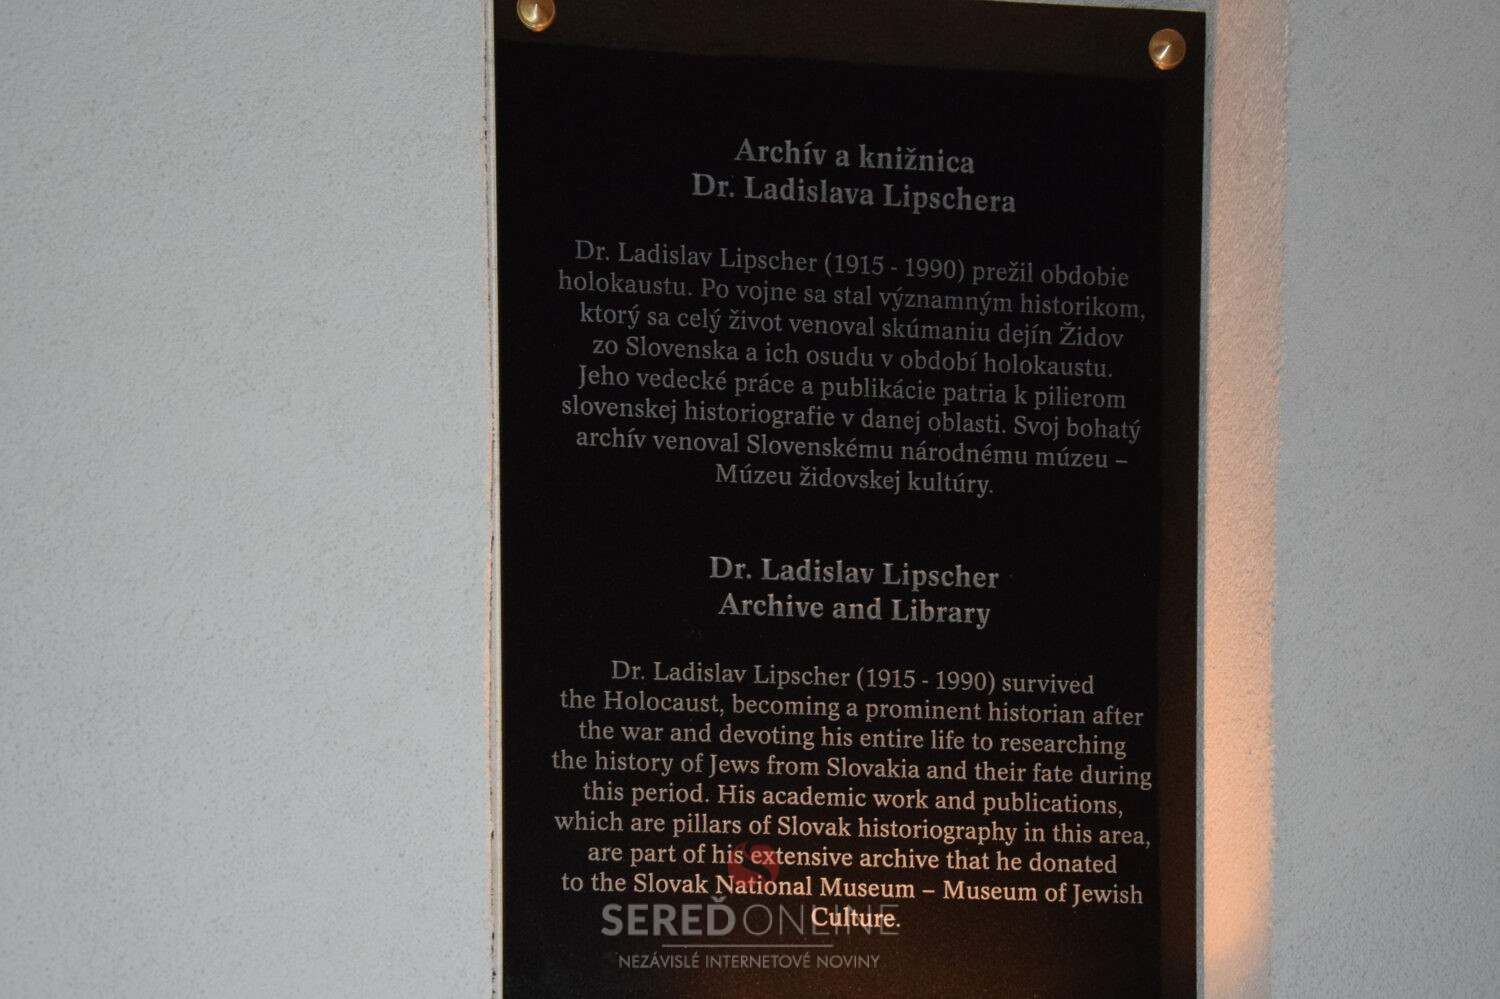 Archív a knižnica
Dr. Ladislava Lipschera
Dr. Ladislav Lipscher (1915 - 1990) prežil obdobie
holokaustu. Po vojne sa stal významným historikom,
ktorý sa celý život venoval skúmaniu dejín Židov
zo Slovenska a ich osudu v období holokaustu.
Jeho vedecké práce a publikácie patria k pilierom
slovenskej historiografie v danej oblasti. Svoj bohatý
archív venoval Slovenskému národnému múzeu –
Múzeu židovskej kultúry.
Dr. Ladislav Lipscher
Archive and Library
Dr. Ladislav Lipscher (1915 - 1990) survived
the Holocaust, becoming a prominent historian after
the war and devoting his entire life to researching
the history of Jews from Slovakia and their fate during
this period. His academic work and publications,
which are pillars of Slovak historiography in this area,
are part of his extensive archive that he donated
to the Slovak National Museum – Museum of Jewish
Culture.
SEREĎONLINE
NEZÁVISLÉ INTERNETOVÉ NOVINY